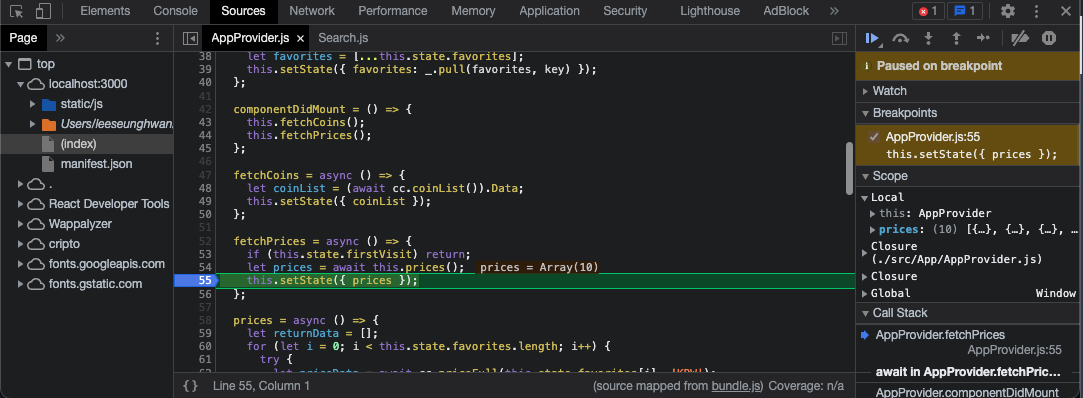 Elements Console Sources Network Performance Memory Application Security Lighthouse AdBlock » 1 1
Page »
top
localhost:3000
static/js
Users/leeseunghwan
(index)
manifest.json
.
React Developer Tools
Wappalyzer
cripto
fonts.googleapis.com
fonts.gstatic.com
AppProvider.js × Search.js
38 let favorites = [...this.state.favorites];
39 this.setState({ favorites: _.pull(favorites, key) });
40 };
41
42 componentDidMount = () => {
43 this.fetchCoins();
44 this.fetchPrices();
45 };
46
47 fetchCoins = async () => {
48 let coinList = (await cc.coinList()).Data;
49 this.setState({ coinList });
50 };
51
52 fetchPrices = async () => {
53 if (this.state.firstVisit) return;
54 let prices = await this.prices(); prices = Array(10)
55 this.setState({ prices });
56 };
57
58 prices = async () => {
59 let returnData = [];
60 for (let i = 0; i < this.state.favorites.length; i++) {
61 try {
{} Line 55, Column 1 (source mapped from bundle.js) Coverage: n/a
Paused on breakpoint
Watch
Breakpoints
AppProvider.js:55
this.setState({ prices });
Scope
Local
this: AppProvider
prices: (10) [{…}, {…}, {…}, …
Closure
(./src/App/AppProvider.js)
Closure
Global Window
Call Stack
AppProvider.fetchPrices
AppProvider.js:55
await in AppProvider.fetchPric…
AppProvider.componentDidMount